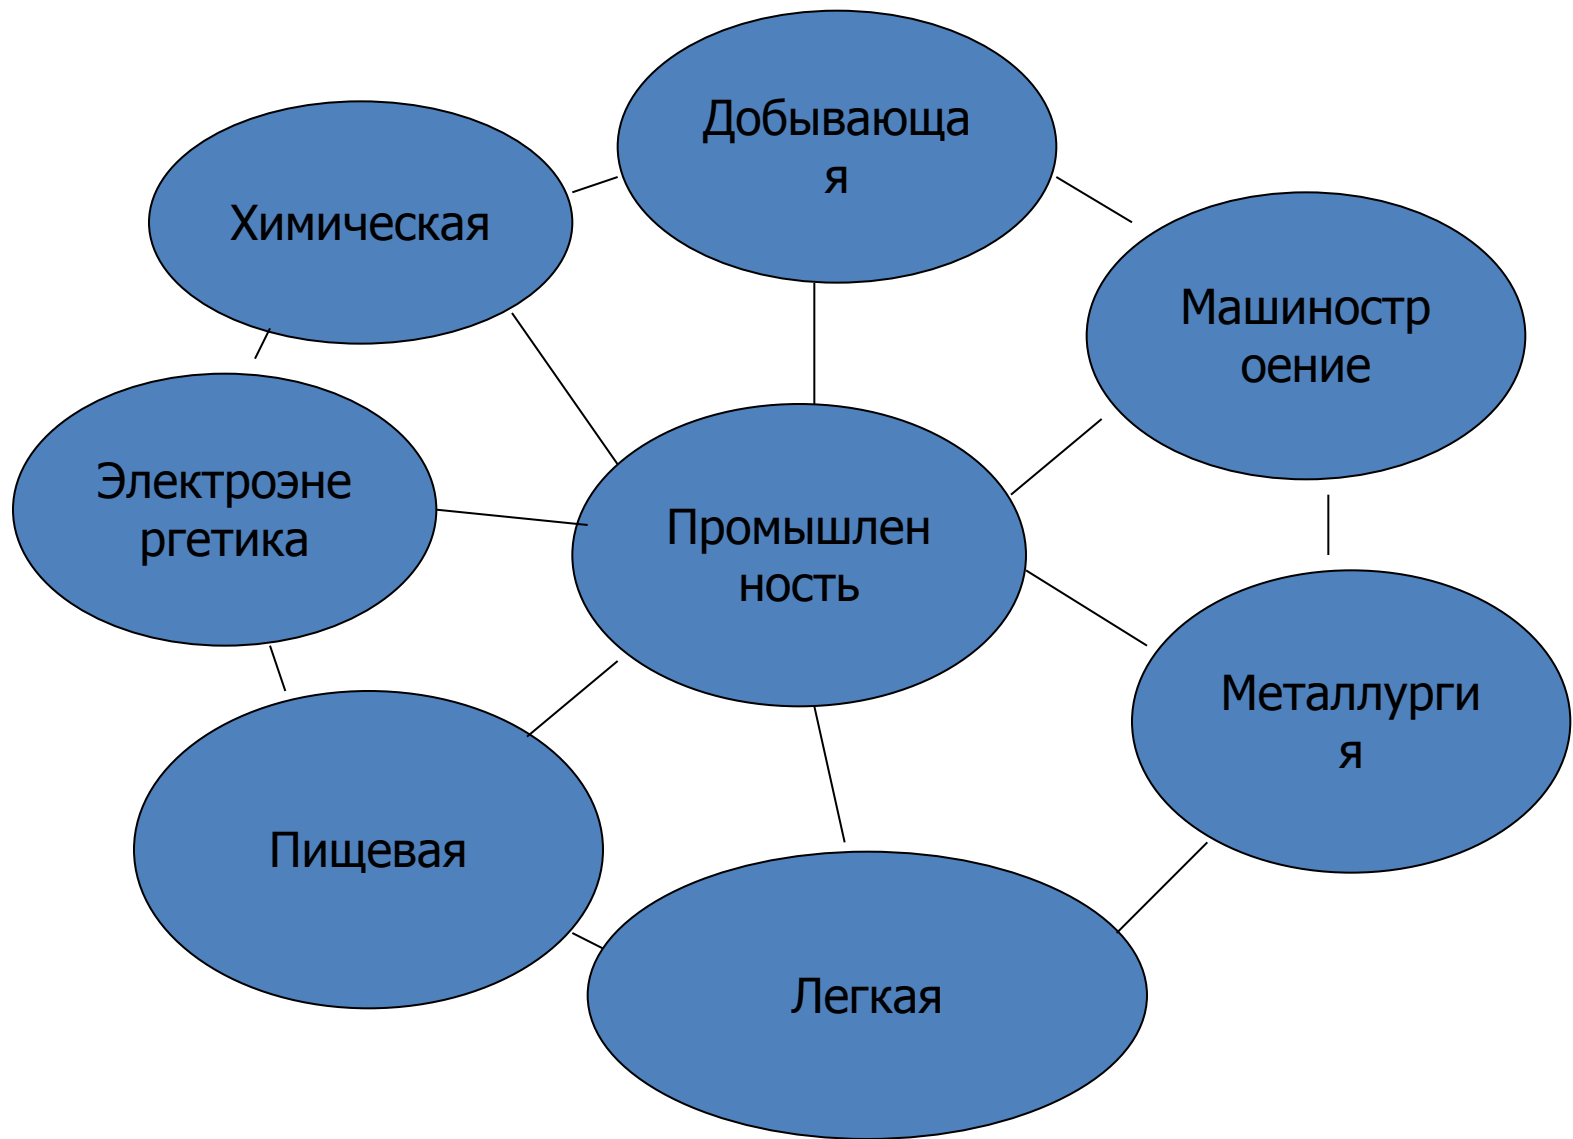 Добывающа
я
Химическая
Машиностр
оение
Электроэне
ргетика
Промышлен
ность
Металлурги
я
Пищевая
Легкая